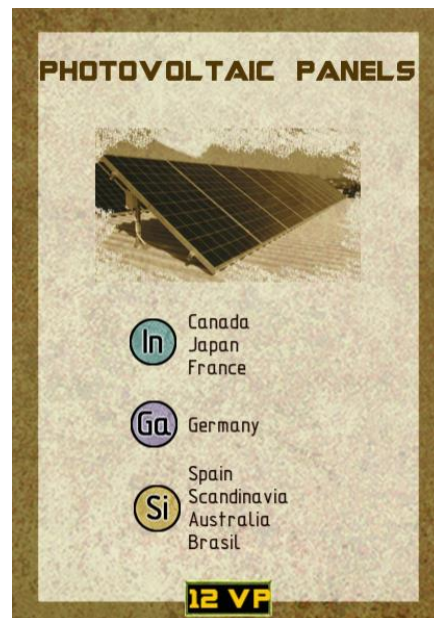 PHOTOVOLTAIC PANELS
In
Canada
Japan
France
Ga
Germany
Si
Spain
Scandinavia
Australia
Brasil
12 VP